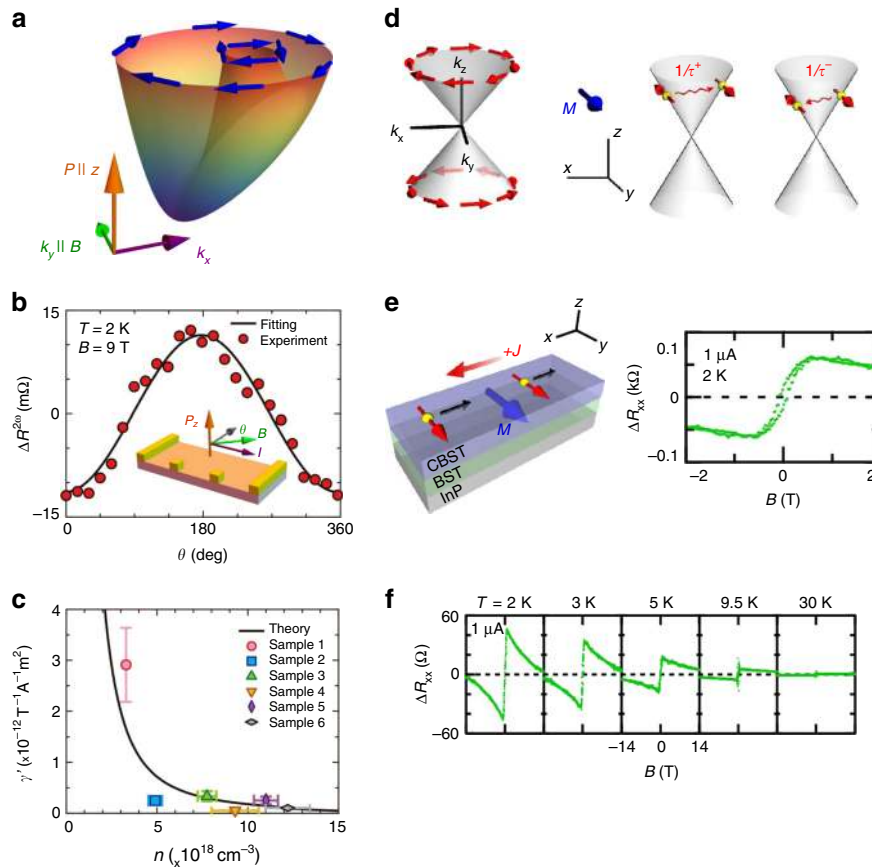 a
P || z
k_y || B
k_x
b
T = 2 K
B = 9 T
Fitting
Experiment
ΔR^2ω (mΩ)
15
0
−15
P_z
θ
B
I
0
180
360
θ (deg)
c
γ′ (×10−12 T−1A−1m2)
4
3
2
1
0
Theory
Sample 1
Sample 2
Sample 3
Sample 4
Sample 5
Sample 6
0
5
10
15
n (×10^18 cm−3)
d
k_z
k_x
k_y
M
z
x
y
1/τ+
1/τ−
e
z
x
y
+J
M
CBST
BST
InP
ΔR_xx (kΩ)
0.1
0
−0.1
1 μA
2 K
−2
0
2
B (T)
f
T = 2 K
3 K
5 K
9.5 K
30 K
1 μA
ΔR_xx (Ω)
60
0
−60
−14
0
14
B (T)